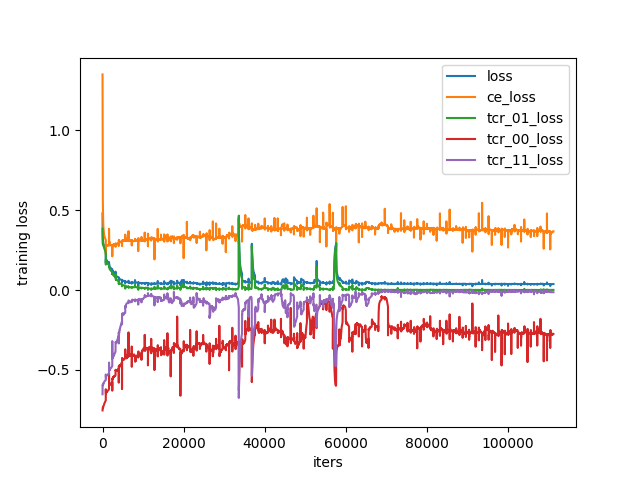 loss
ce_loss
tcr_01_loss
tcr_00_loss
tcr_11_loss
training loss
1.0
0.5
0.0
−0.5
0
20000
40000
60000
80000
100000
iters